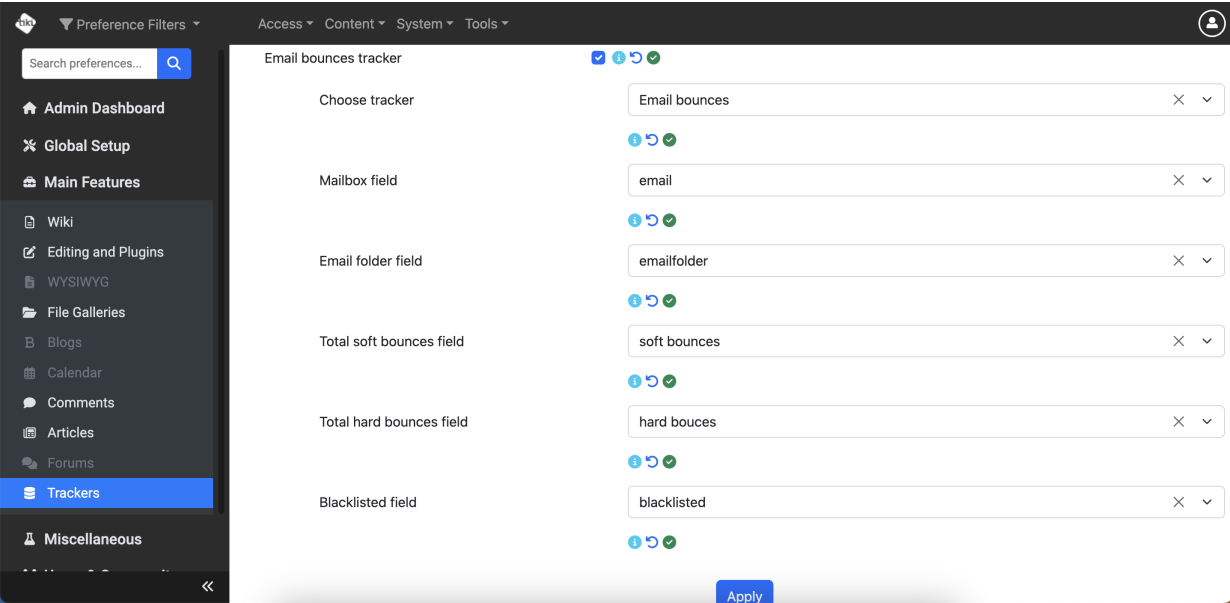 tiki
Preference Filters
Access Content System Tools
Search preferences...
Admin Dashboard
Global Setup
Main Features
Wiki
Editing and Plugins
WYSIWYG
File Galleries
B Blogs
Calendar
Comments
Articles
Forums
Trackers
Miscellaneous
Email bounces tracker
Choose tracker Email bounces
Mailbox field email
Email folder field emailfolder
Total soft bounces field soft bounces
Total hard bounces field hard bouces
Blacklisted field blacklisted
Apply